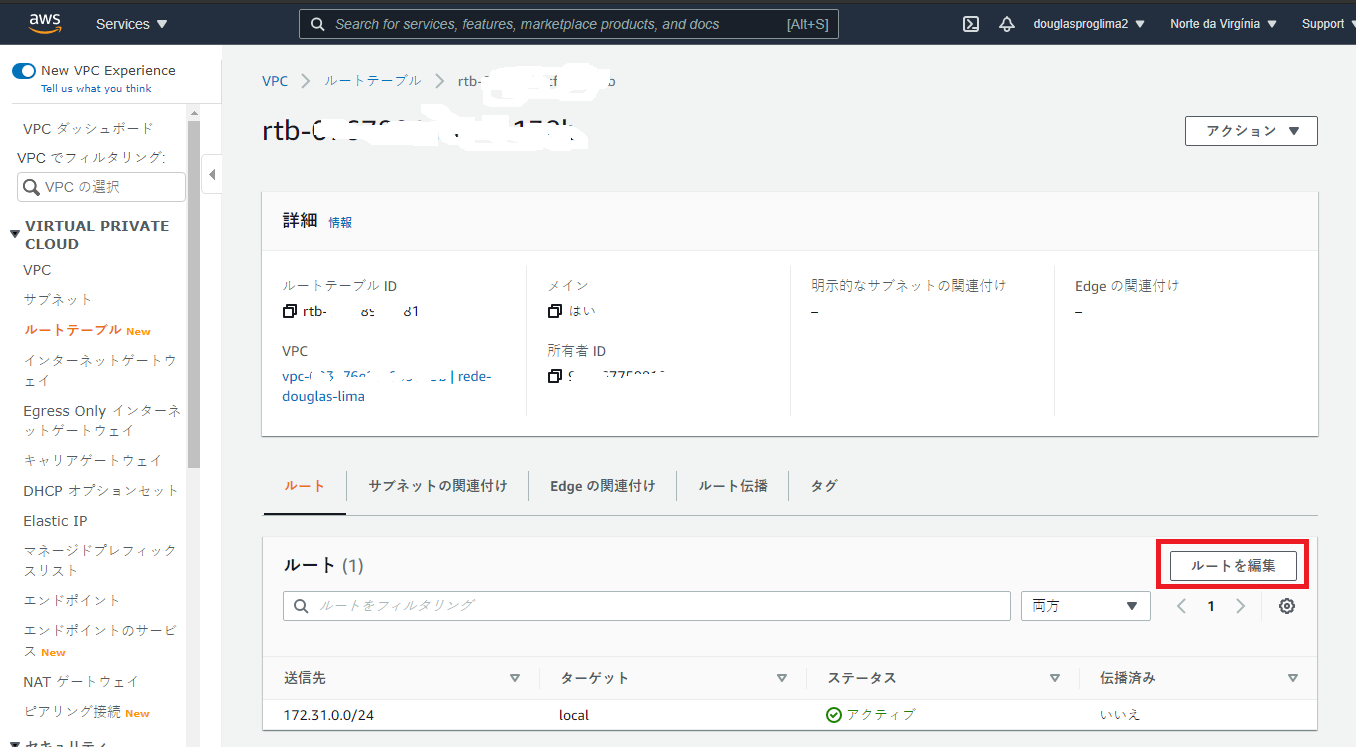 aws
Services
Search for services, features, marketplace products, and docs
[Alt+S]
douglasproglima2
Norte da Virgínia
Support
New VPC Experience
Tell us what you think
VPC ダッシュボード
VPC でフィルタリング:
VPC の選択
VIRTUAL PRIVATE
CLOUD
VPC
サブネット
ルートテーブル New
インターネットゲートウ
ェイ
Egress Only インターネ
ットゲートウェイ
キャリアゲートウェイ
DHCP オプションセット
Elastic IP
マネージドプレフィック
スリスト
エンドポイント
エンドポイントのサービ
ス New
NAT ゲートウェイ
ピアリング接続 New
セキュリティ
VPC
ルートテーブル
rtb-
rtb-
アクション
詳細 情報
ルートテーブル ID
rtb-
メイン
はい
明示的なサブネットの関連付け
–
Edge の関連付け
–
VPC
vpc- | rede-
douglas-lima
所有者 ID
ルート
サブネットの関連付け
Edge の関連付け
ルート伝播
タグ
ルート (1)
ルートを編集
ルートをフィルタリング
両方
1
送信先
ターゲット
ステータス
伝播済み
172.31.0.0/24
local
アクティブ
いいえ